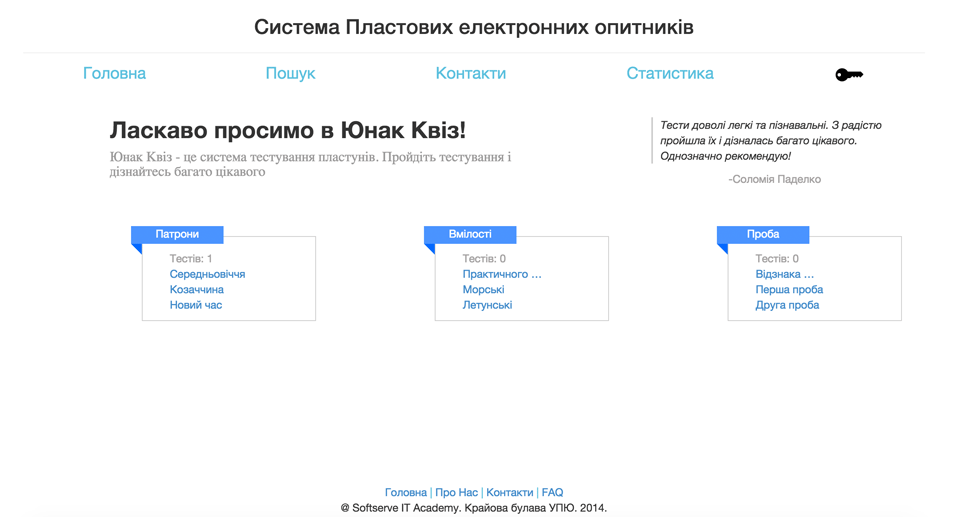 Система Пластових електронних опитників
Головна Пошук Контакти Статистика
Ласкаво просимо в Юнак Квіз!
Юнак Квіз - це система тестування пластунів. Пройдіть тестування і
дізнайтесь багато цікавого
Тести доволі легкі та пізнавальні. З радістю
пройшла їх і дізналась багато цікавого.
Однозначно рекомендую!
-Соломія Паделко
Патрони
Тестів: 1
Середньовіччя
Козаччина
Новий час
Вмілості
Тестів: 0
Практичного ...
Морські
Летунські
Проба
Тестів: 0
Відзнака ...
Перша проба
Друга проба
Головна | Про Нас | Контакти | FAQ
@ Softserve IT Academy. Крайова булава УПЮ. 2014.